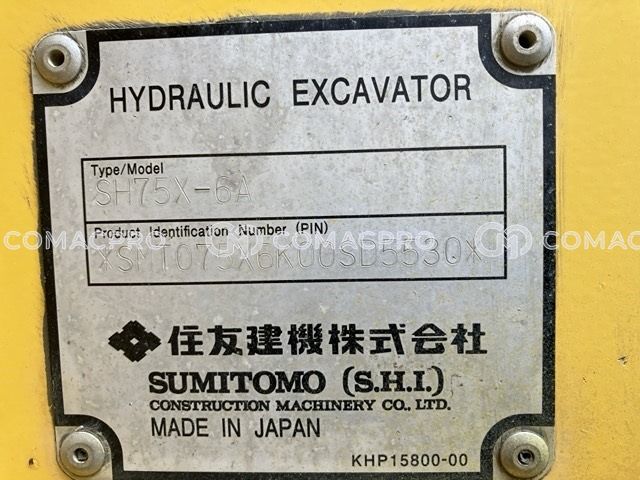 HYDRAULIC EXCAVATOR
Type/Model
SH75X-6A
Product Identification Number (PIN)
*SMT075X6K00SD5530*
COMACPRO COMACPRO COMAC
住友建機株式会社
SUMITOMO (S.H.I.)
CONSTRUCTION MACHINERY CO., LTD.
MADE IN JAPAN
KHP15800-00